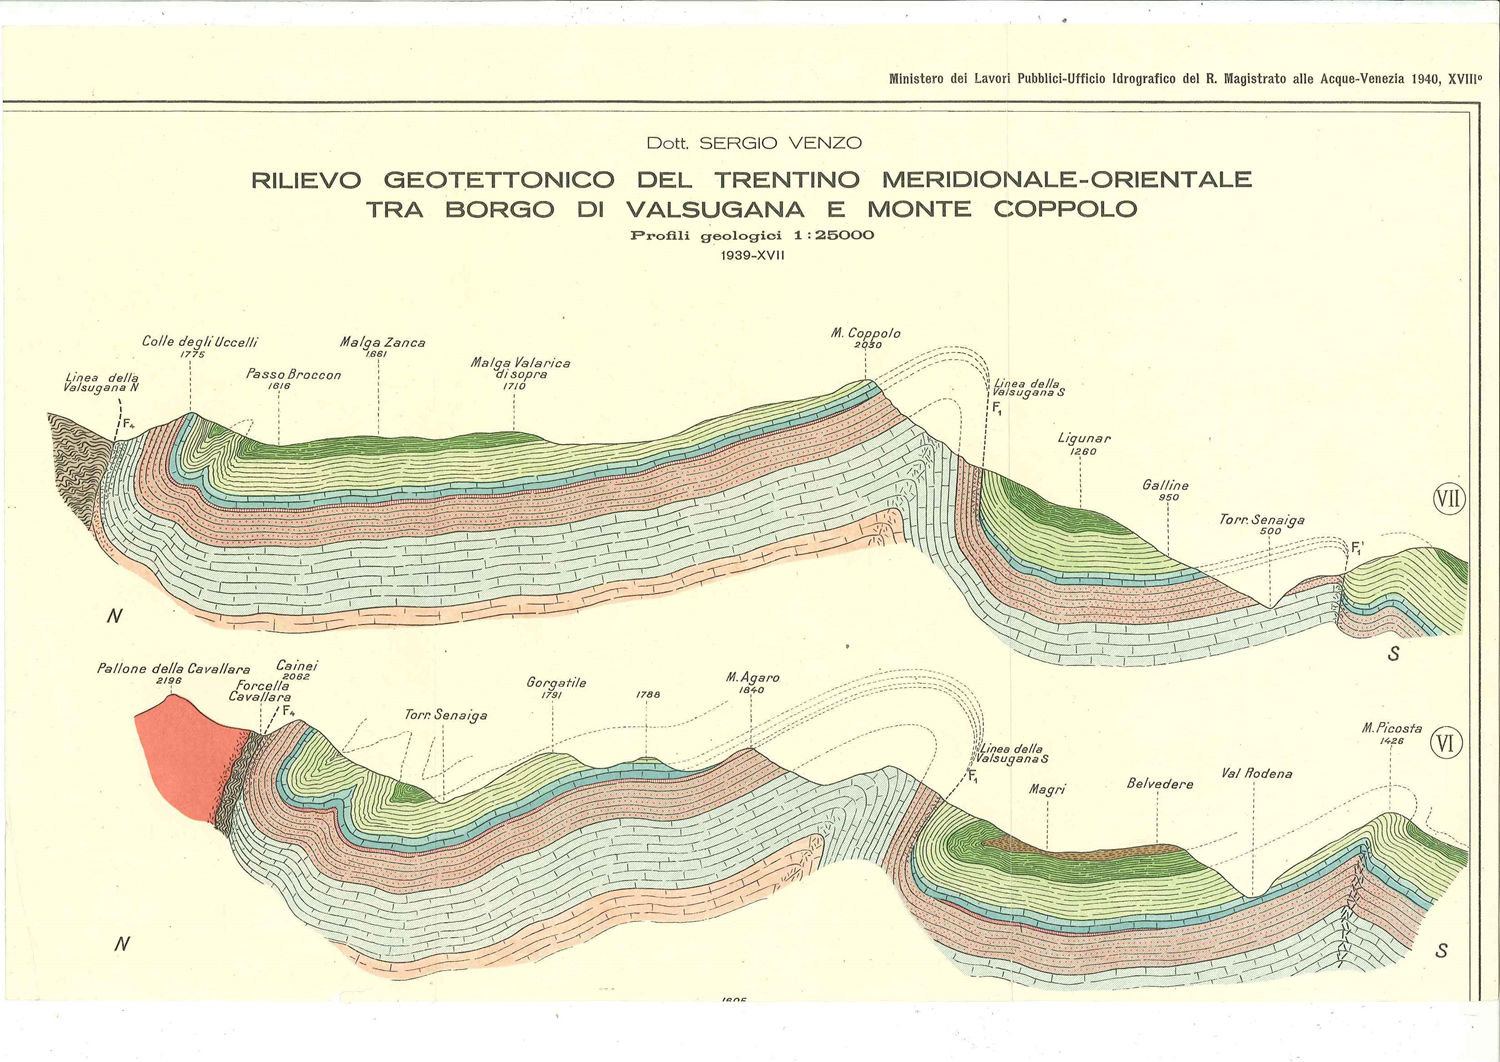 Ministero dei Lavori Pubblici-Ufficio Idrografico del R. Magistrato alle Acque-Venezia 1940, XVIIIº
Dott. SERGIO VENZO
RILIEVO GEOTETTONICO DEL TRENTINO MERIDIONALE-ORIENTALE
TRA BORGO DI VALSUGANA E MONTE COPPOLO
Profili geologici 1:25000
1939-XVII
Linea della
Valsugana N
F4
Colle degli Uccelli
1775
Passo Broccon
1616
Malga Zanca
1661
Malga Valarica
di sopra
1710
M. Coppolo
2030
Linea della
Valsugana S
F1
Ligunar
1260
Galline
950
Torr. Senaiga
500
F1'
VII
N
S
Pallone della Cavallara
2196
Forcella
Cavallara
Cainei
2062
F4
Torr. Senaiga
Gorgatile
1791
1788
M. Agaro
1840
Linea della
Valsugana S
F1
Magri
Belvedere
Val Rodena
M. Picosta
1426
VI
N
S